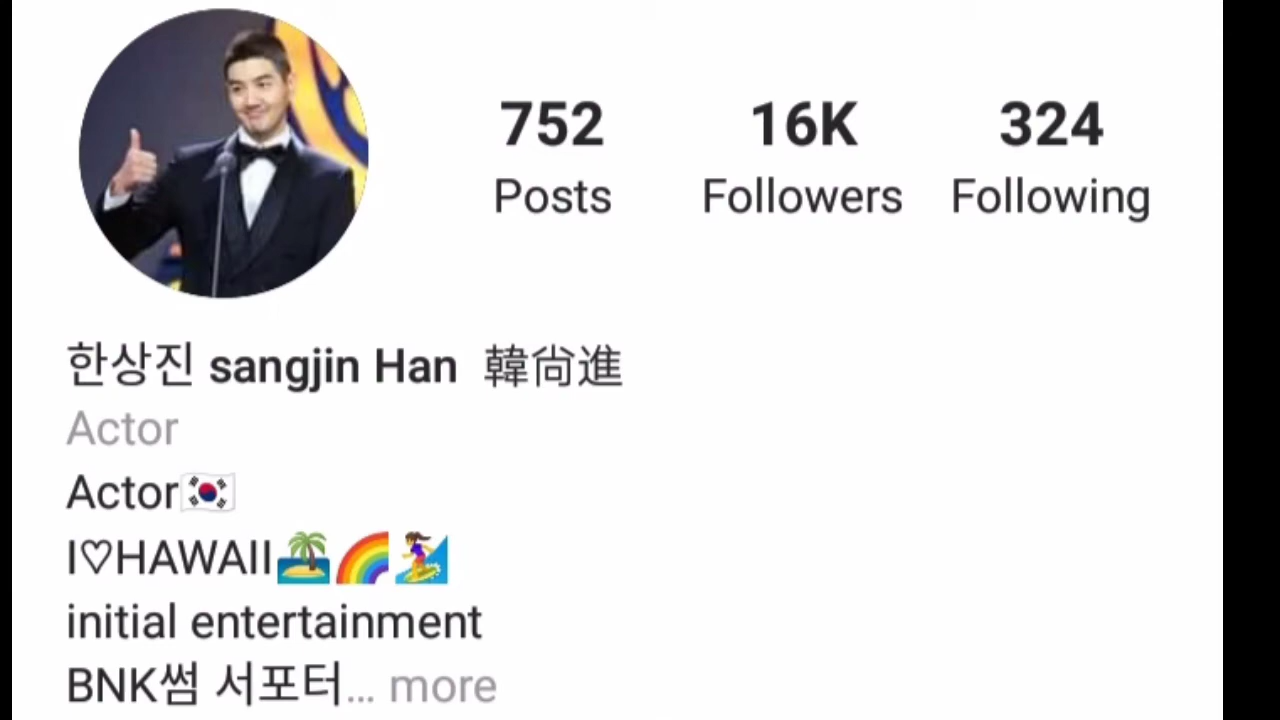 752 16K 324
Posts Followers Following
한상진 sangjin Han 韓尙進
Actor
Actor🇰🇷
I♡HAWAII🏝🌈🏄‍♀️
initial entertainment
BNK썸 서포터... more